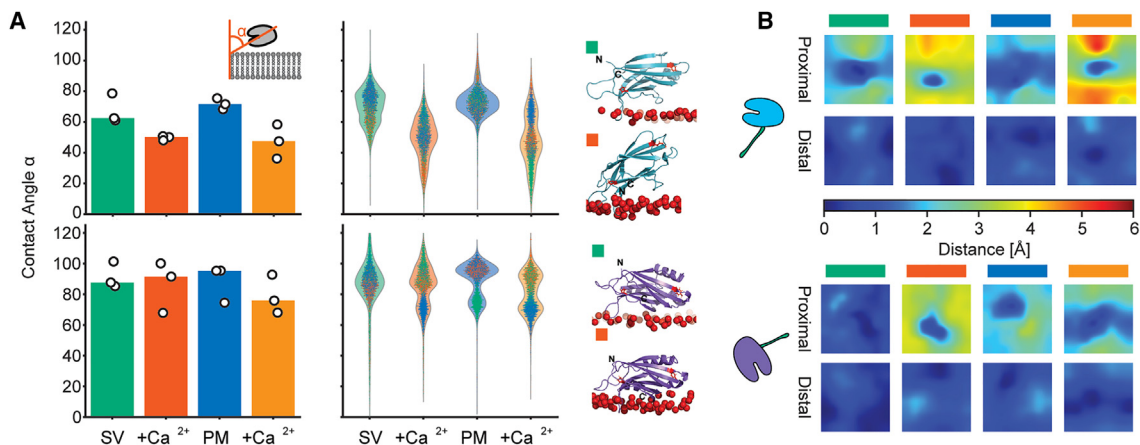 A
B
α
Contact Angle α
120
100
80
60
40
20
0
120
100
80
60
40
20
0
SV +Ca 2+ PM +Ca 2+
SV +Ca 2+ PM +Ca 2+
N
C
N
C
N
C
N
C
Proximal
Distal
0 1 2 3 4 5 6
Distance [Å]
Proximal
Distal